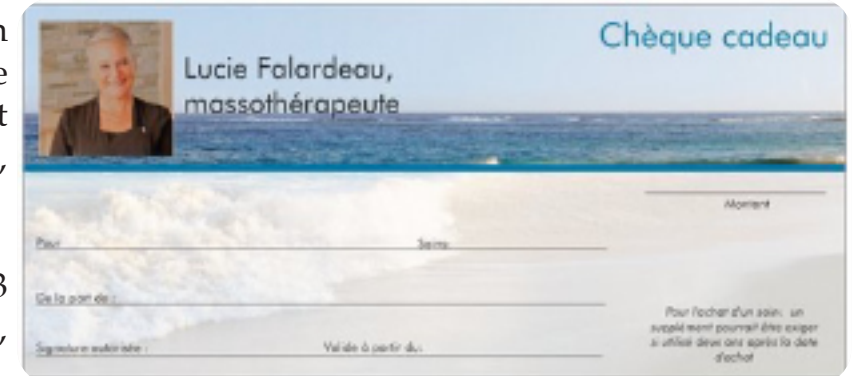 n
e
t
,
3
,
Chèque cadeau
Lucie Falardeau,
massothérapeute
Montant
Pour Soins:
De la part de :
Signature autorisée : Valide à partir du:
Pour l'achat d'un soin: un
supplément pourrait être exiger
si utilisé deux ans après la date
d'achat